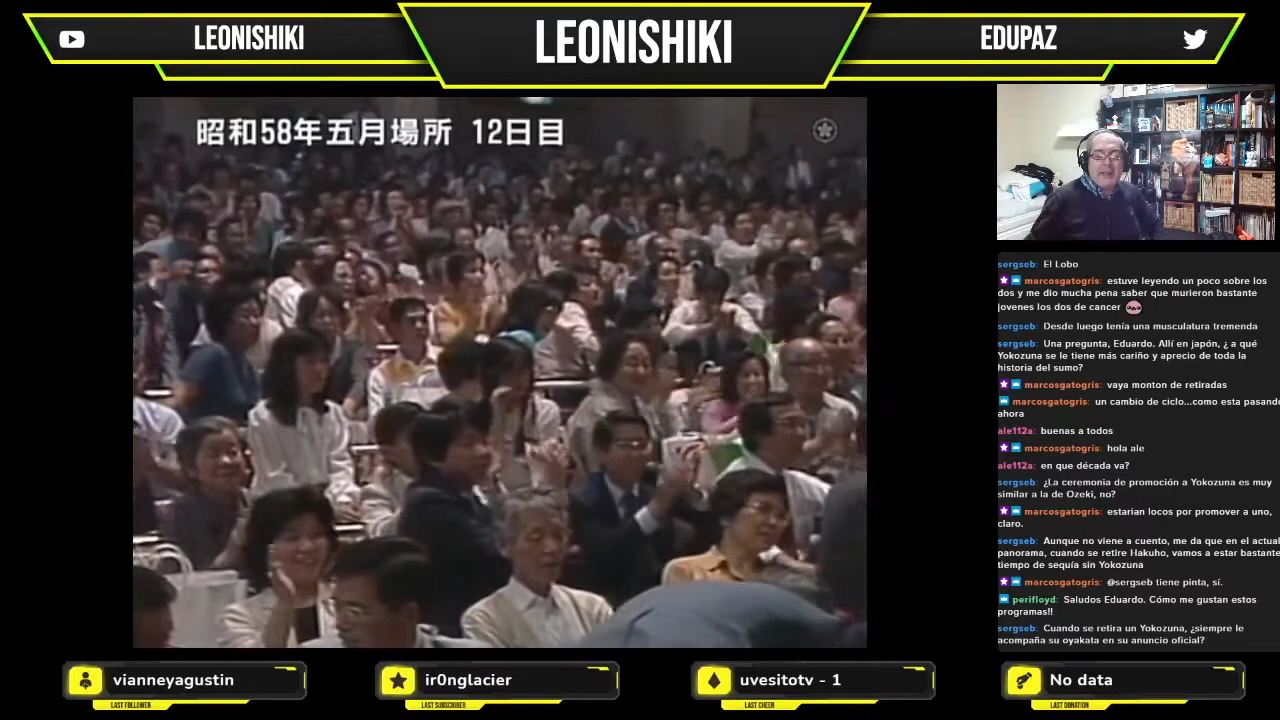 LEONISHIKI
LEONISHIKI
EDUPAZ
昭和58年五月場所 12日目
sergseb: El Lobo
marcosgatogris: estuve leyendo un poco sobre los
dos y me dio mucha pena saber que murieron bastante
jovenes los dos de cancer
sergseb: Desde luego tenía una musculatura tremenda
sergseb: Una pregunta, Eduardo. Allí en japón, ¿ a qué
Yokozuna se le tiene más cariño y aprecio de toda la
historia del sumo?
marcosgatogris: vaya monton de retiradas
marcosgatogris: un cambio de ciclo...como esta pasando
ahora
ale112a: buenas a todos
marcosgatogris: hola ale
ale112a: en que década va?
sergseb: ¿La ceremonia de promoción a Yokozuna es muy
similar a la de Ozeki, no?
marcosgatogris: estarian locos por promover a uno,
claro.
sergseb: Aunque no viene a cuento, me da que en el actual
panorama, cuando se retire Hakuho, vamos a estar bastante
tiempo de sequía sin Yokozuna
marcosgatogris: @sergseb tiene pinta, sí.
perifloyd: Saludos Eduardo. Cómo me gustan estos
programas!!
sergseb: Cuando se retira un Yokozuna, ¿siempre le
acompaña su oyakata en su anuncio oficial?
vianneyagustin
LAST FOLLOWER
ir0nglacier
LAST SUBSCRIBER
uvesitotv - 1
LAST CHEER
No data
LAST DONATION